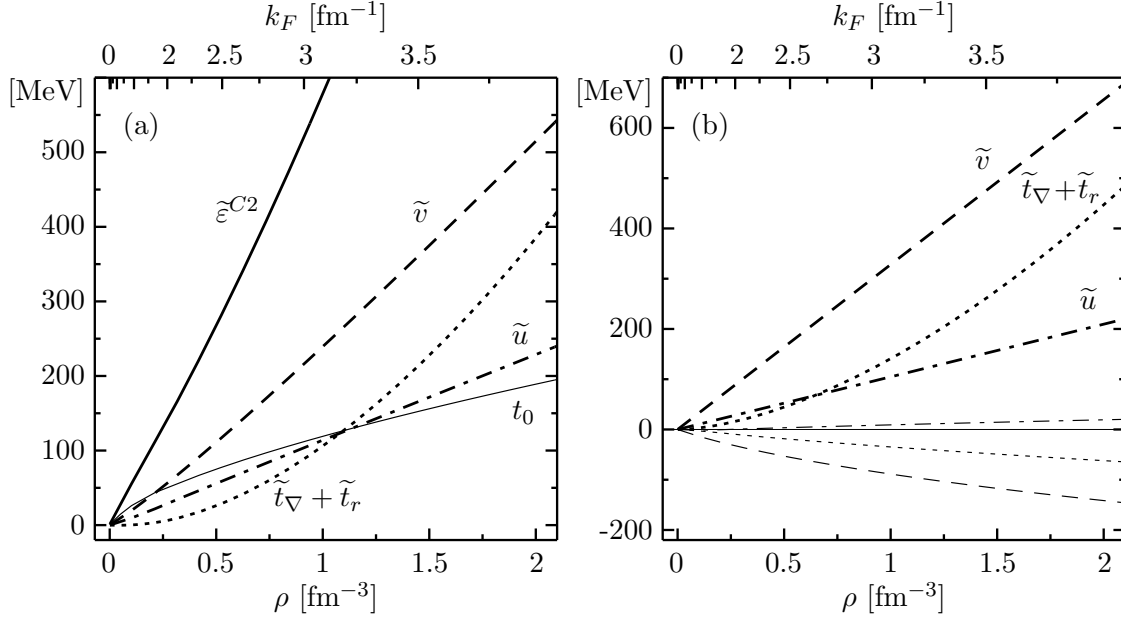 k_F [fm⁻¹]
0 2 2.5 3 3.5
[MeV]
(a)
500
400
300
200
100
0
ε̃^{C2}
ṽ
ũ
t₀
t̃_∇ + t̃_r
0 0.5 1 1.5 2
ρ [fm⁻³]
k_F [fm⁻¹]
0 2 2.5 3 3.5
[MeV]
(b)
600
400
200
0
-200
ṽ
t̃_∇+t̃_r
ũ
0 0.5 1 1.5 2
ρ [fm⁻³]